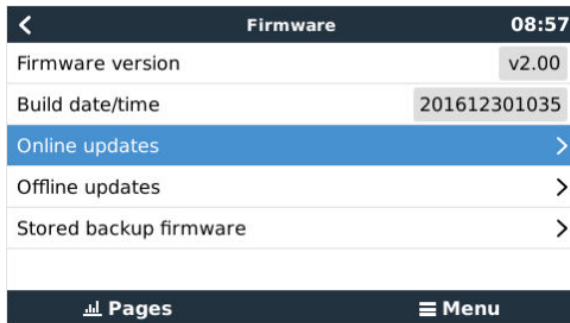 Firmware 08:57
Firmware version v2.00
Build date/time 201612301035
Online updates
Offline updates
Stored backup firmware
Pages Menu